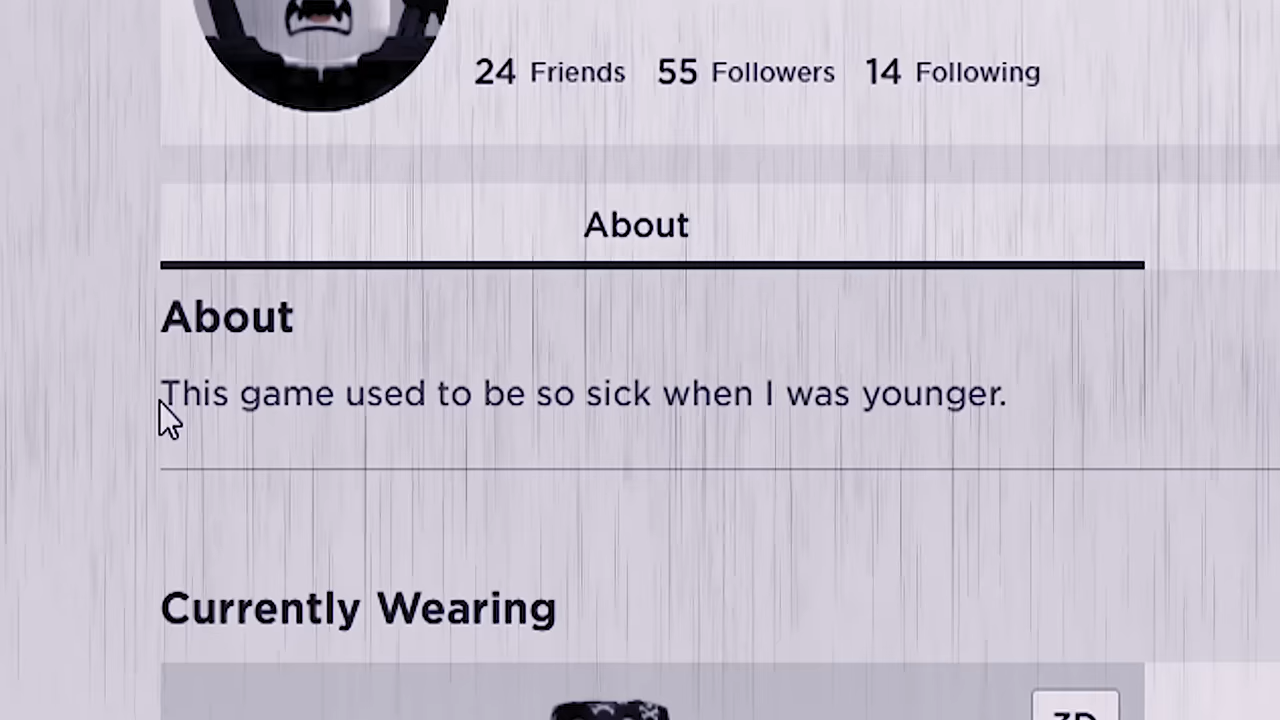 24 Friends 55 Followers 14 Following
About
About
This game used to be so sick when I was younger.
Currently Wearing
3D